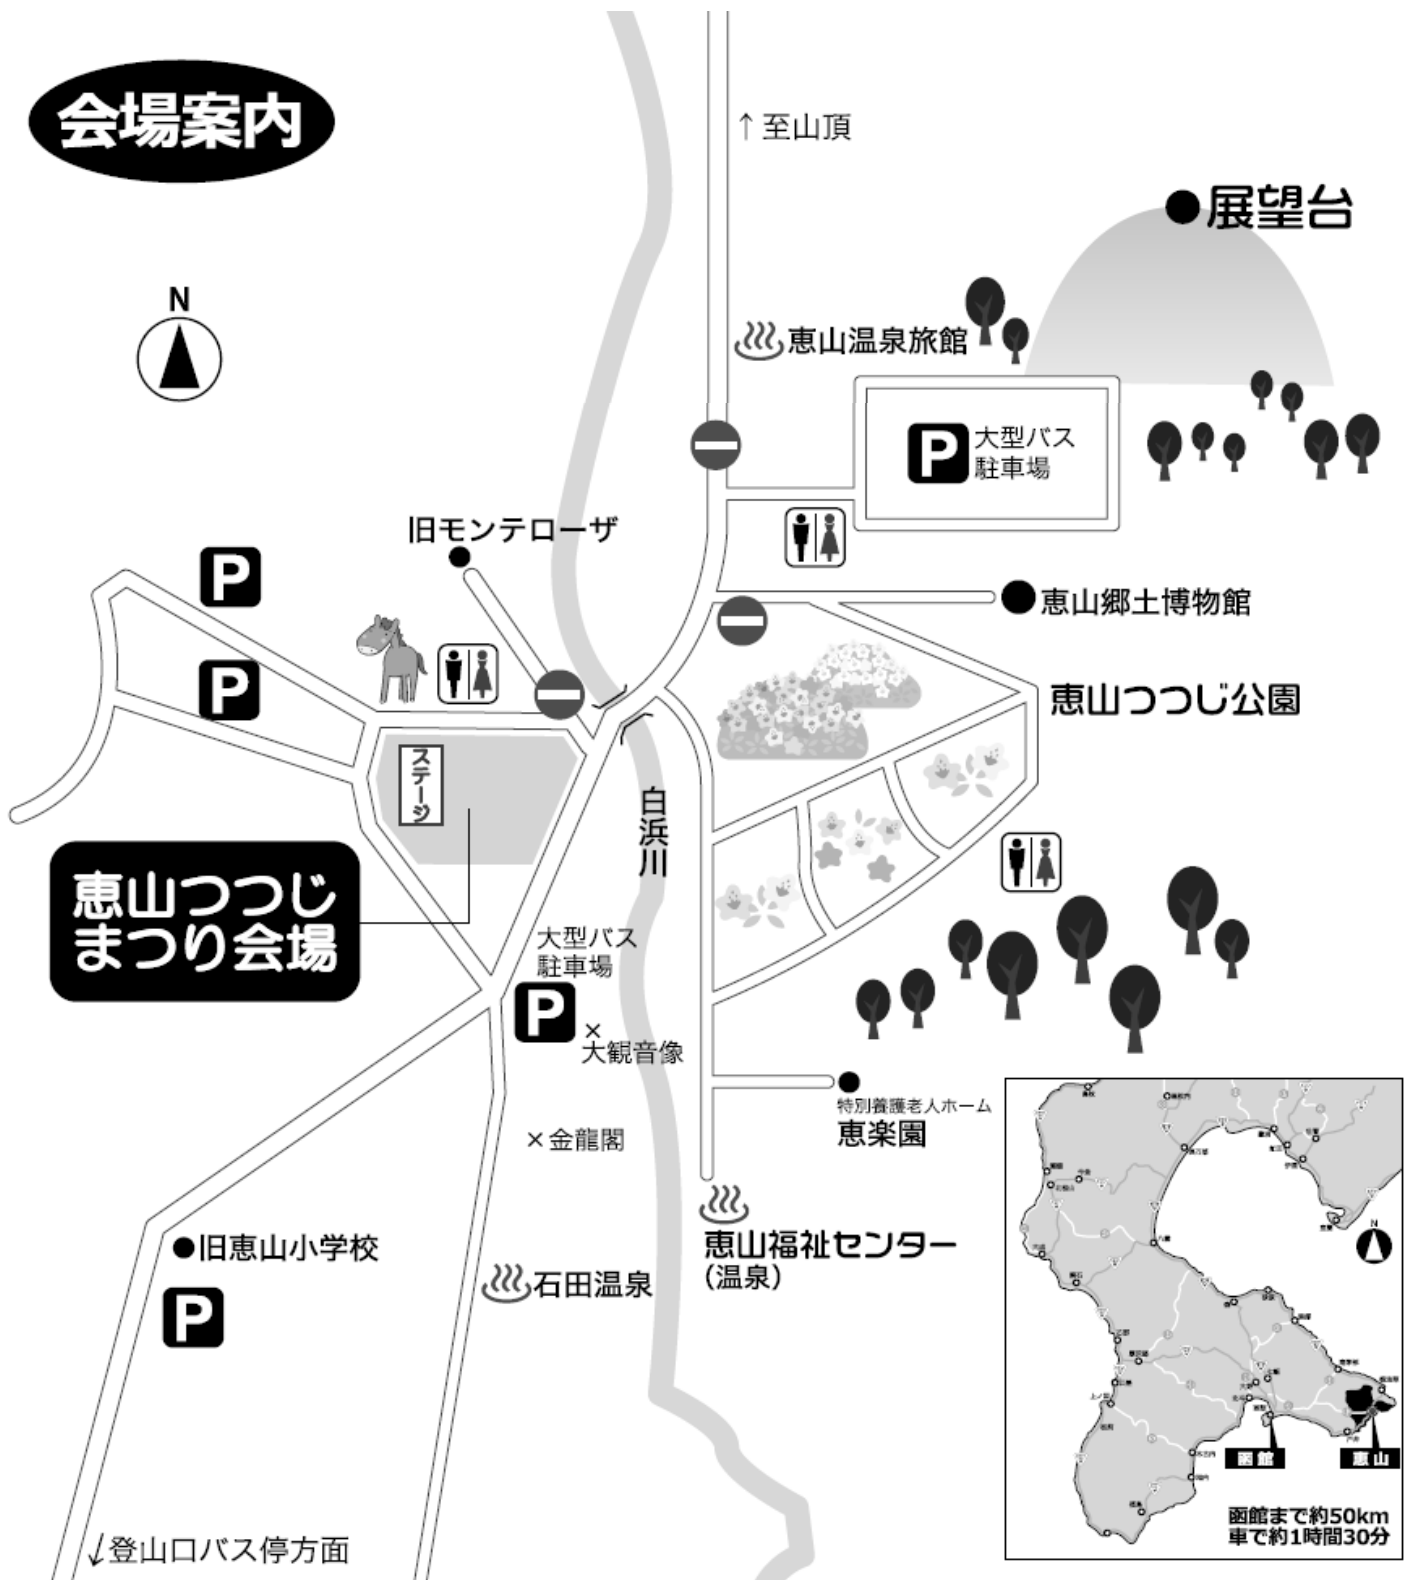 会場案内
↑至山頂
展望台
N
恵山温泉旅館
P
大型バス
駐車場
旧モンテローザ
P
恵山郷土博物館
P
恵山つつじ公園
ステージ
白浜川
恵山つつじ
まつり会場
大型バス
駐車場
P
×
大観音像
特別養護老人ホーム
恵楽園
×金龍閣
恵山福祉センター
(温泉)
旧恵山小学校
石田温泉
P
↓登山口バス停方面
N
函館
恵山
函館まで約50km
車で約1時間30分